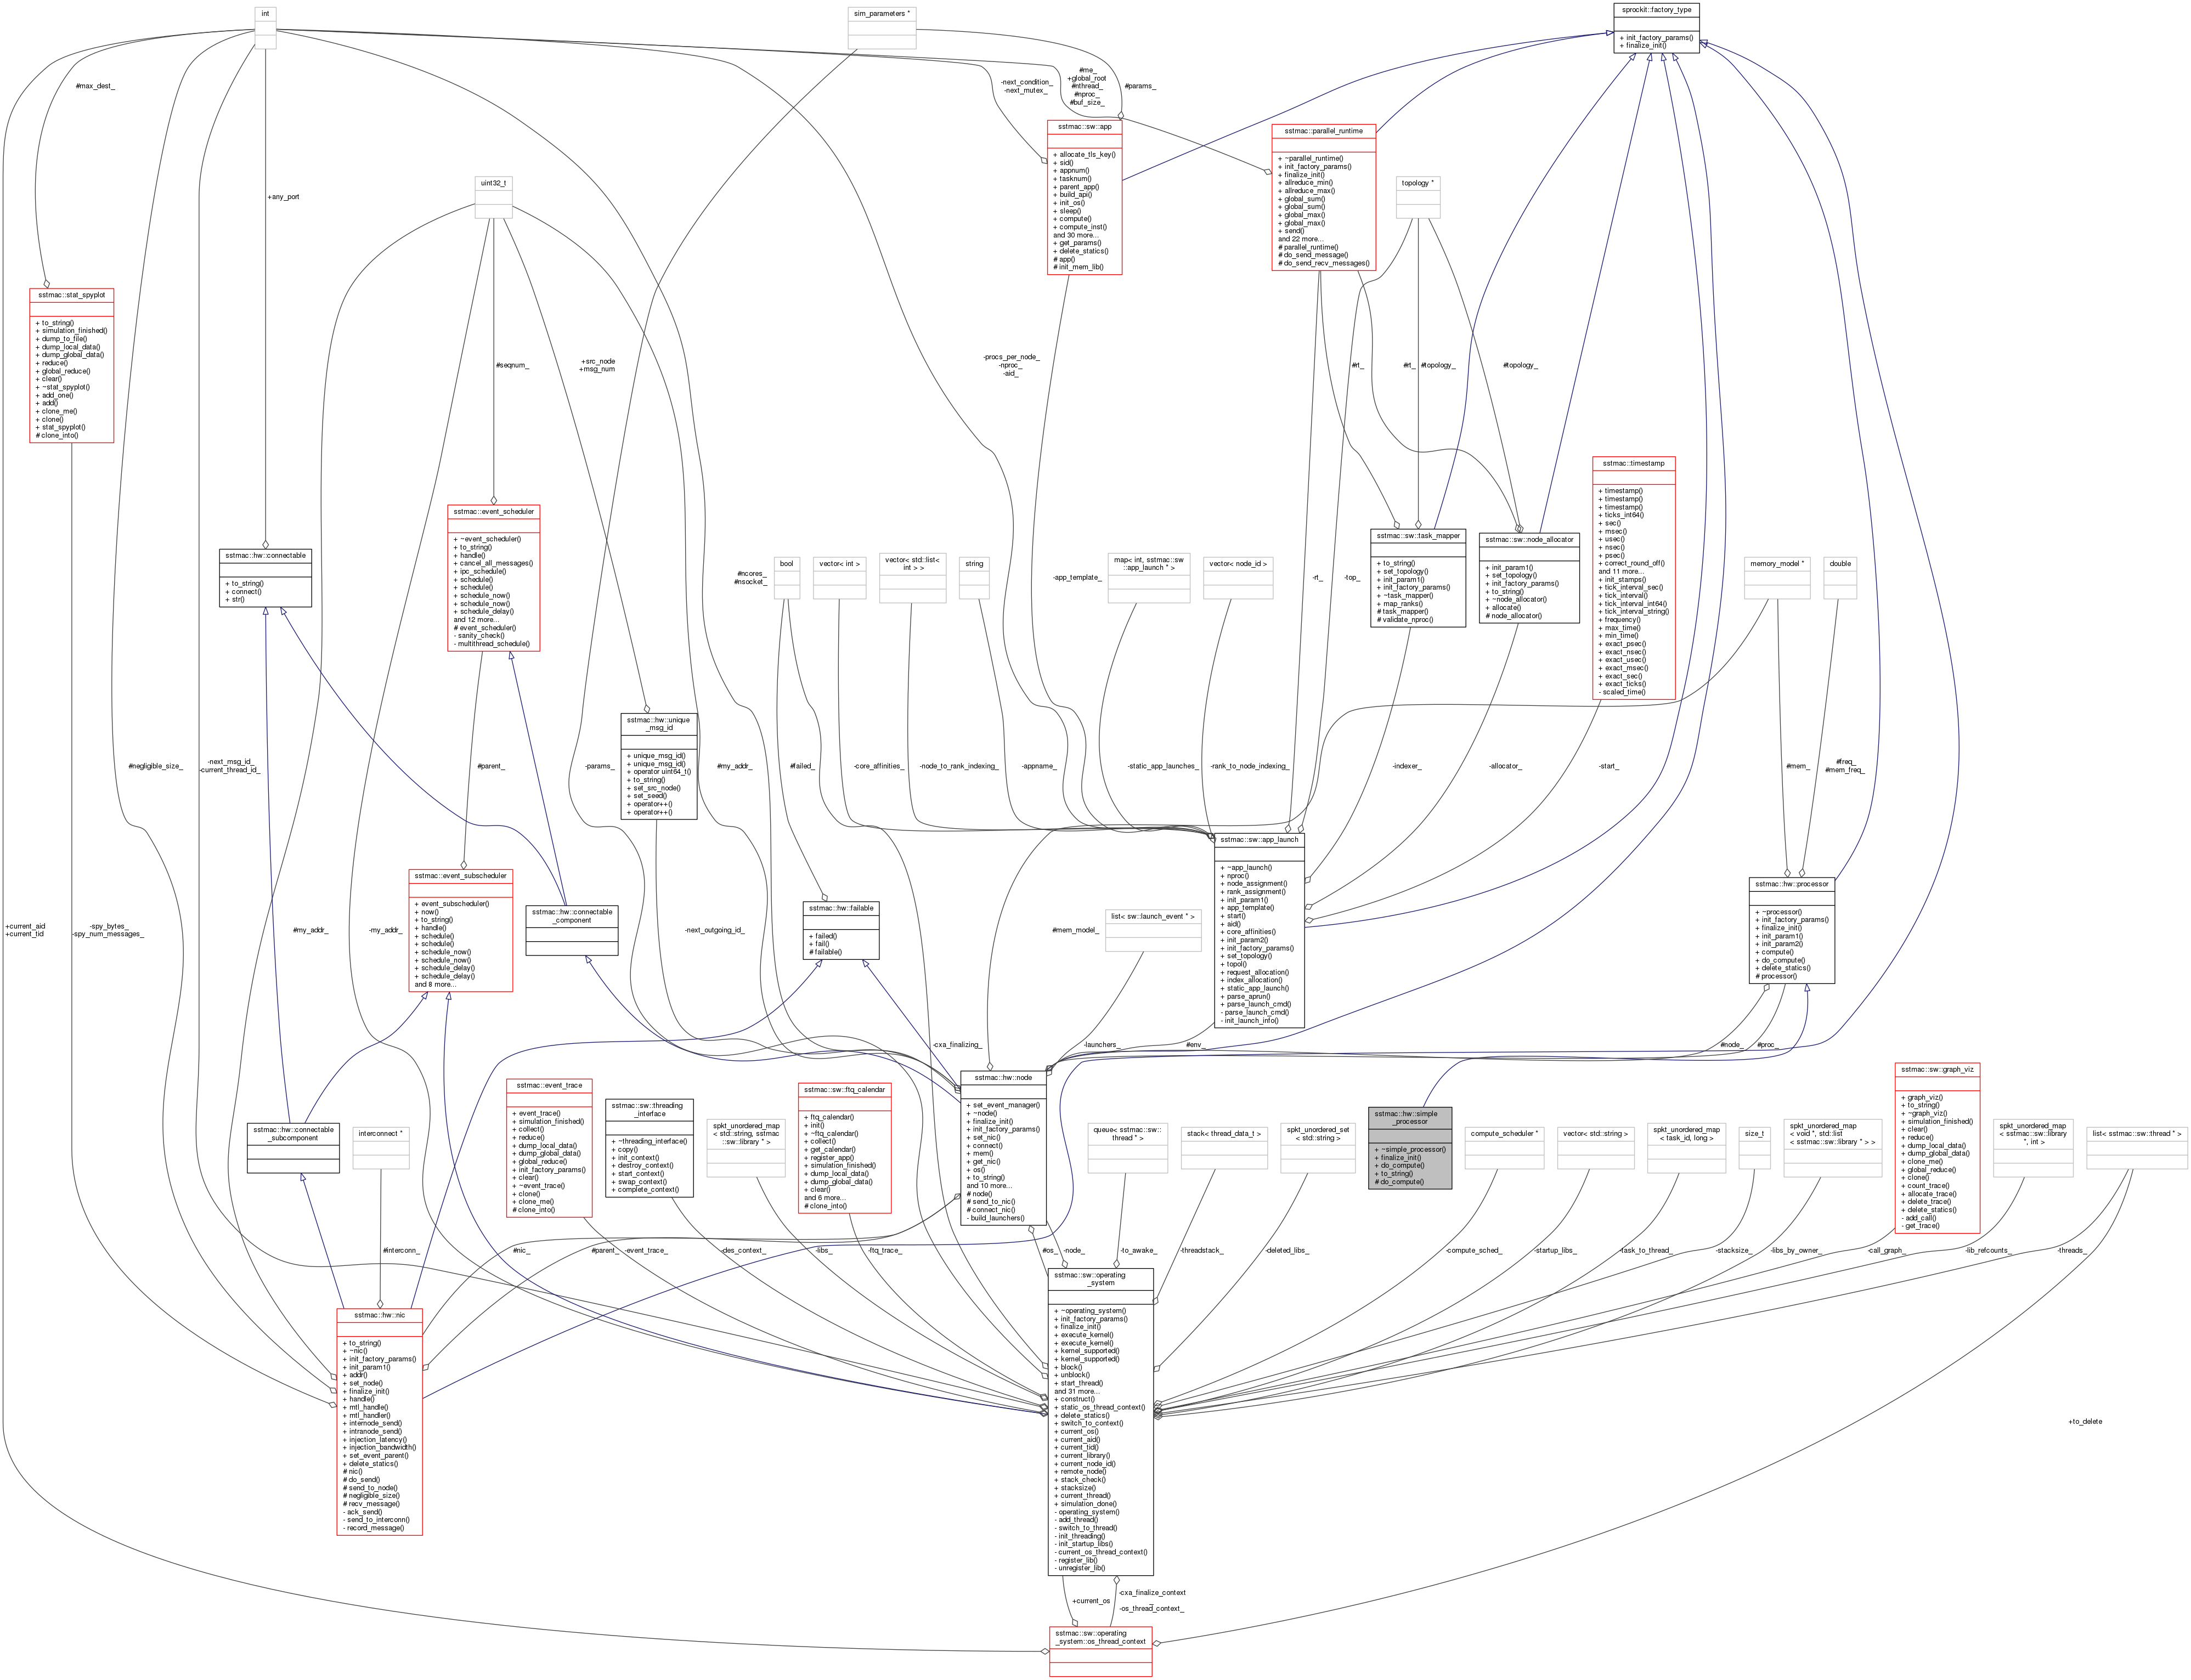 int
sim_parameters *
sprockit::factory_type
+ init_factory_params()
+ finalize_init()
#max_dest_
-next_condition_
-next_mutex_
#me_
+global_root
#nthread_
#nproc_
#buf_size_
#params_
sstmac::sw::app
+ allocate_tls_key()
+ sid()
+ appnum()
+ tasknum()
+ parent_app()
+ build_api()
+ init_os()
+ sleep()
+ compute()
+ compute_inst()
and 30 more...
+ get_params()
+ delete_statics()
# app()
# init_mem_lib()
sstmac::parallel_runtime
+ ~parallel_runtime()
+ init_factory_params()
+ finalize_init()
+ allreduce_min()
+ allreduce_max()
+ global_sum()
+ global_sum()
+ global_max()
+ global_max()
+ send()
and 22 more...
# parallel_runtime()
# do_send_message()
# do_send_recv_messages()
uint32_t
topology *
+any_port
sstmac::stat_spyplot
+ to_string()
+ simulation_finished()
+ dump_to_file()
+ dump_local_data()
+ dump_global_data()
+ reduce()
+ global_reduce()
+ clear()
+ ~stat_spyplot()
+ add_one()
+ add()
+ clone_me()
+ clone()
+ stat_spyplot()
# clone_into()
#seqnum_
+src_node
+msg_num
-procs_per_node_
-nproc_
-aid_
#rt_
#rt_
#topology_
#topology_
sstmac::timestamp
+ timestamp()
+ timestamp()
+ timestamp()
+ ticks_int64()
+ sec()
+ msec()
+ usec()
+ nsec()
+ psec()
+ correct_round_off()
and 11 more...
+ init_stamps()
+ tick_interval_sec()
+ tick_interval()
+ tick_interval_int64()
+ tick_interval_string()
+ frequency()
+ max_time()
+ min_time()
+ exact_psec()
+ exact_nsec()
+ exact_usec()
+ exact_msec()
+ exact_sec()
+ exact_ticks()
- scaled_time()
sstmac::event_scheduler
+ ~event_scheduler()
+ to_string()
+ handle()
+ cancel_all_messages()
+ ipc_schedule()
+ schedule()
+ schedule()
+ schedule_now()
+ schedule_now()
+ schedule_delay()
and 12 more...
# event_scheduler()
- sanity_check()
- multithread_schedule()
sstmac::hw::connectable
+ to_string()
+ connect()
+ str()
#ncores_
#nsocket_
bool
vector< int >
vector< std::list<
int > >
string
-app_template_
map< int, sstmac::sw
::app_launch * >
vector< node_id >
-rt_
-top_
sstmac::sw::task_mapper
+ to_string()
+ set_topology()
+ init_param1()
+ init_factory_params()
+ ~task_mapper()
+ map_ranks()
# task_mapper()
# validate_nproc()
sstmac::sw::node_allocator
+ init_param1()
+ set_topology()
+ init_factory_params()
+ to_string()
+ ~node_allocator()
+ allocate()
# node_allocator()
memory_model *
double
sstmac::hw::unique
_msg_id
+ unique_msg_id()
+ unique_msg_id()
+ operator uint64_t()
+ to_string()
+ set_src_node()
+ set_seed()
+ operator++()
+ operator++()
#negligible_size_
-next_msg_id_
-current_thread_id_
#parent_
-params_
#my_addr_
#failed_
-core_affinities_
-node_to_rank_indexing_
-appname_
-static_app_launches_
-rank_to_node_indexing_
-indexer_
-allocator_
-start_
#mem_
#freq_
#mem_freq_
sstmac::event_subscheduler
+ event_subscheduler()
+ now()
+ to_string()
+ handle()
+ schedule()
+ schedule()
+ schedule_now()
+ schedule_now()
+ schedule_delay()
+ schedule_delay()
and 8 more...
sstmac::hw::connectable
_component
sstmac::hw::failable
+ failed()
+ fail()
# failable()
sstmac::sw::app_launch
+ ~app_launch()
+ nproc()
+ node_assignment()
+ rank_assignment()
+ init_param1()
+ app_template()
+ start()
+ aid()
+ core_affinities()
+ init_param2()
+ init_factory_params()
+ set_topology()
+ topol()
+ request_allocation()
+ index_allocation()
+ static_app_launch()
+ parse_aprun()
+ parse_launch_cmd()
- parse_launch_cmd()
- init_launch_info()
sstmac::hw::processor
+ ~processor()
+ init_factory_params()
+ finalize_init()
+ init_param1()
+ init_param2()
+ compute()
+ do_compute()
+ delete_statics()
# processor()
+current_aid
+current_tid
-spy_bytes_
-spy_num_messages_
#my_addr_
-my_addr_
-next_outgoing_id_
#mem_model_
list< sw::launch_event * >
-cxa_finalizing_
-launchers_
#env_
#node_
#proc_
sstmac::hw::connectable
_subcomponent
interconnect *
sstmac::event_trace
+ event_trace()
+ simulation_finished()
+ collect()
+ reduce()
+ dump_local_data()
+ dump_global_data()
+ global_reduce()
+ init_factory_params()
+ clear()
+ ~event_trace()
+ clone()
+ clone_me()
# clone_into()
sstmac::sw::threading
_interface
+ ~threading_interface()
+ copy()
+ init_context()
+ destroy_context()
+ start_context()
+ swap_context()
+ complete_context()
spkt_unordered_map
< std::string, sstmac
::sw::library * >
sstmac::sw::ftq_calendar
+ ftq_calendar()
+ init()
+ ~ftq_calendar()
+ collect()
+ get_calendar()
+ register_app()
+ simulation_finished()
+ dump_local_data()
+ dump_global_data()
+ clear()
and 6 more...
# clone_into()
sstmac::hw::node
+ set_event_manager()
+ ~node()
+ finalize_init()
+ init_factory_params()
+ set_nic()
+ connect()
+ mem()
+ get_nic()
+ os()
+ to_string()
and 10 more...
# node()
# send_to_nic()
# connect_nic()
- build_launchers()
queue< sstmac::sw::
thread * >
stack< thread_data_t >
spkt_unordered_set
< std::string >
sstmac::hw::simple
_processor
+ ~simple_processor()
+ finalize_init()
+ do_compute()
+ to_string()
# do_compute()
compute_scheduler *
vector< std::string >
spkt_unordered_map
< task_id, long >
size_t
spkt_unordered_map
< void *, std::list
< sstmac::sw::library * > >
sstmac::sw::graph_viz
+ graph_viz()
+ to_string()
+ ~graph_viz()
+ simulation_finished()
+ clear()
+ reduce()
+ dump_local_data()
+ dump_global_data()
+ clone_me()
+ global_reduce()
+ clone()
+ count_trace()
+ allocate_trace()
+ delete_trace()
+ delete_statics()
- add_call()
- get_trace()
spkt_unordered_map
< sstmac::sw::library
*, int >
list< sstmac::sw::thread * >
#interconn_
#nic_
#parent_
-event_trace_
-des_context_
-libs_
-ftq_trace_
#os_
-node_
-to_awake_
-threadstack_
-deleted_libs_
-compute_sched_
-startup_libs_
-task_to_thread_
-stacksize_
-libs_by_owner_
-call_graph_
-lib_refcounts_
-threads_
sstmac::hw::nic
+ to_string()
+ ~nic()
+ init_factory_params()
+ init_param1()
+ addr()
+ set_node()
+ finalize_init()
+ handle()
+ mtl_handle()
+ mtl_handler()
+ internode_send()
+ intranode_send()
+ injection_latency()
+ injection_bandwidth()
+ set_event_parent()
+ delete_statics()
# nic()
# do_send()
# send_to_node()
# negligible_size()
# recv_message()
- ack_send()
- send_to_interconn()
- record_message()
sstmac::sw::operating
_system
+ ~operating_system()
+ init_factory_params()
+ finalize_init()
+ execute_kernel()
+ execute_kernel()
+ kernel_supported()
+ kernel_supported()
+ block()
+ unblock()
+ start_thread()
and 31 more...
+ construct()
+ static_os_thread_context()
+ delete_statics()
+ switch_to_context()
+ current_os()
+ current_aid()
+ current_tid()
+ current_library()
+ current_node_id()
+ remote_node()
+ stack_check()
+ stacksize()
+ current_thread()
+ simulation_done()
- operating_system()
- add_thread()
- switch_to_thread()
- init_threading()
- init_startup_libs()
- current_os_thread_context()
- register_lib()
- unregister_lib()
+to_delete
+current_os
-cxa_finalize_context
_
-os_thread_context_
sstmac::sw::operating
_system::os_thread_context